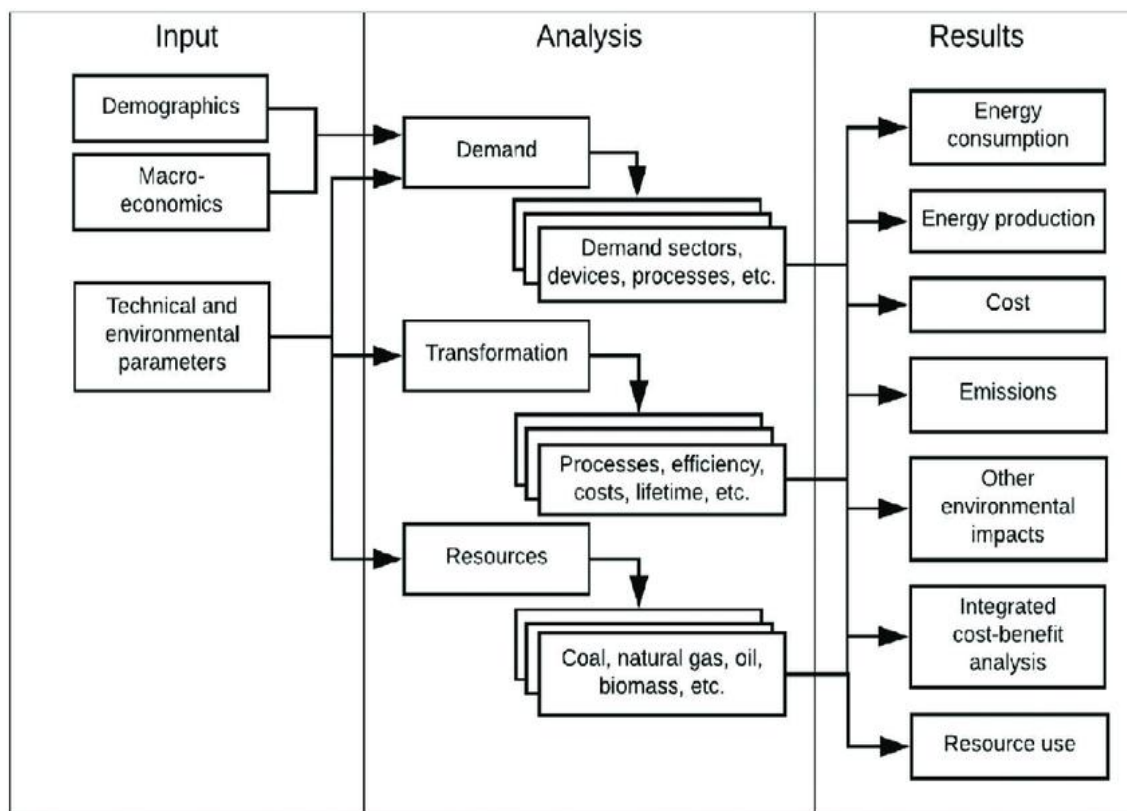 Input
Demographics
Macro-
economics
Technical and
environmental
parameters
Analysis
Demand
Demand sectors,
devices, processes, etc.
Transformation
Processes, efficiency,
costs, lifetime, etc.
Resources
Coal, natural gas, oil,
biomass, etc.
Results
Energy
consumption
Energy production
Cost
Emissions
Other
environmental
impacts
Integrated
cost-benefit
analysis
Resource use